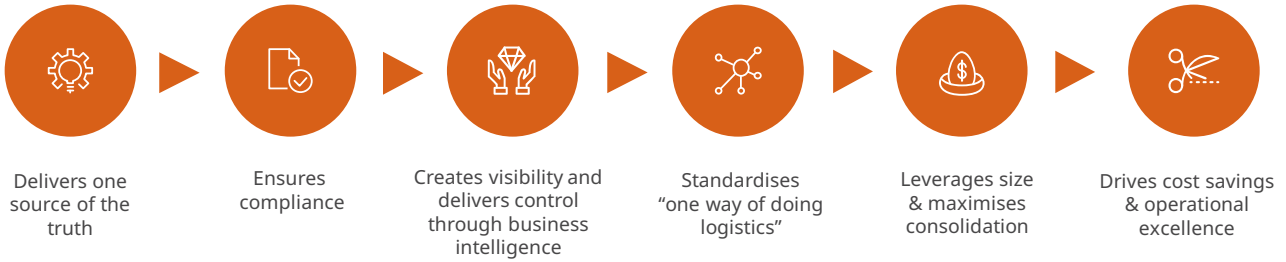 Delivers one
source of the
truth
Ensures
compliance
Creates visibility and
delivers control
through business
intelligence
Standardises
“one way of doing
logistics”
Leverages size
& maximises
consolidation
Drives cost savings
& operational
excellence